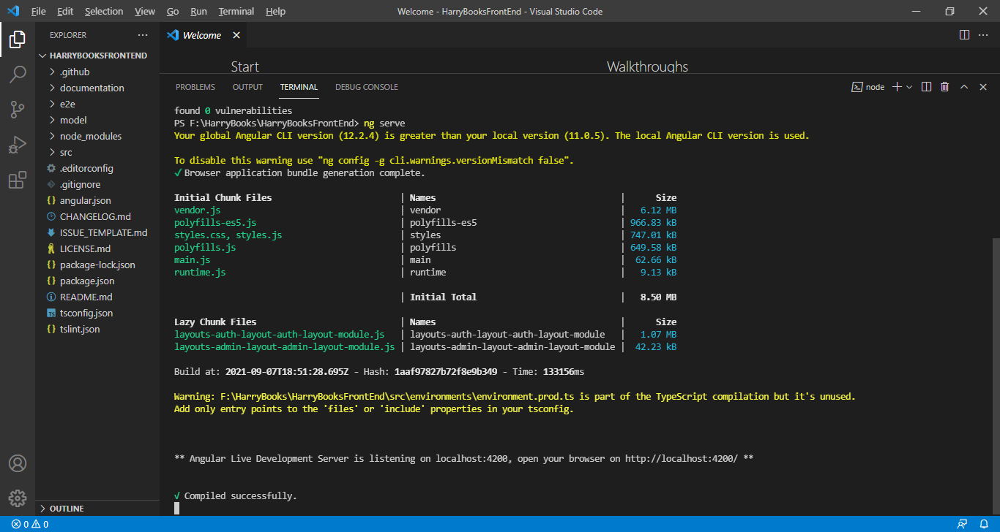 File Edit Selection View Go Run Terminal Help Welcome - HarryBooksFrontEnd - Visual Studio Code
EXPLORER
HARRYBOOKSFRONTEND
.github
documentation
e2e
model
node_modules
src
.editorconfig
.gitignore
{} angular.json
CHANGELOG.md
ISSUE_TEMPLATE.md
LICENSE.md
{} package-lock.json
{} package.json
README.md
TS tsconfig.json
{} tslint.json
OUTLINE
Welcome
Start Walkthroughs
PROBLEMS OUTPUT TERMINAL DEBUG CONSOLE node
found 0 vulnerabilities
PS F:\HarryBooks\HarryBooksFrontEnd> ng serve
Your global Angular CLI version (12.2.4) is greater than your local version (11.0.5). The local Angular CLI version is used.
To disable this warning use "ng config -g cli.warnings.versionMismatch false".
✓ Browser application bundle generation complete.
Initial Chunk Files | Names | Size
vendor.js | vendor | 6.12 MB
polyfills-es5.js | polyfills-es5 | 966.83 kB
styles.css, styles.js | styles | 747.01 kB
polyfills.js | polyfills | 649.58 kB
main.js | main | 62.66 kB
runtime.js | runtime | 9.13 kB
| Initial Total | 8.50 MB
Lazy Chunk Files | Names | Size
layouts-auth-layout-auth-layout-module.js | layouts-auth-layout-auth-layout-module | 1.07 MB
layouts-admin-layout-admin-layout-module.js | layouts-admin-layout-admin-layout-module | 42.23 kB
Build at: 2021-09-07T18:51:28.695Z - Hash: 1aaf97827b72f8e9b349 - Time: 133156ms
Warning: F:\HarryBooks\HarryBooksFrontEnd\src\environments\environment.prod.ts is part of the TypeScript compilation but it's unused.
Add only entry points to the 'files' or 'include' properties in your tsconfig.
** Angular Live Development Server is listening on localhost:4200, open your browser on http://localhost:4200/ **
√ Compiled successfully.
0 0